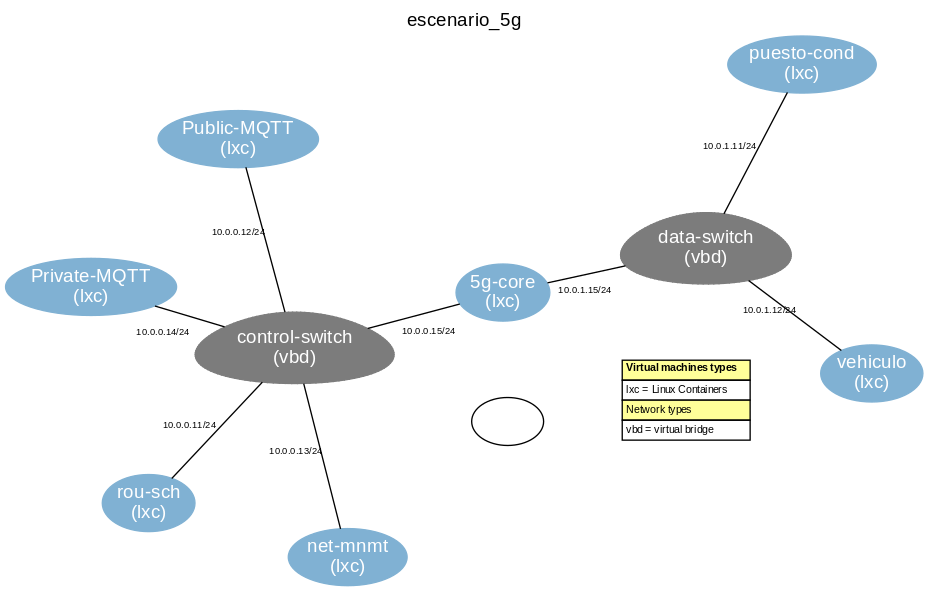 escenario_5g
puesto-cond
(lxc)
Public-MQTT
(lxc)
10.0.1.11/24
10.0.0.12/24
data-switch
(vbd)
Private-MQTT
(lxc)
5g-core
(lxc)
10.0.1.15/24
10.0.1.12/24
10.0.0.14/24
10.0.0.15/24
control-switch
(vbd)
vehiculo
(lxc)
Virtual machines types
lxc = Linux Containers
Network types
vbd = virtual bridge
10.0.0.11/24
10.0.0.13/24
rou-sch
(lxc)
net-mnmt
(lxc)